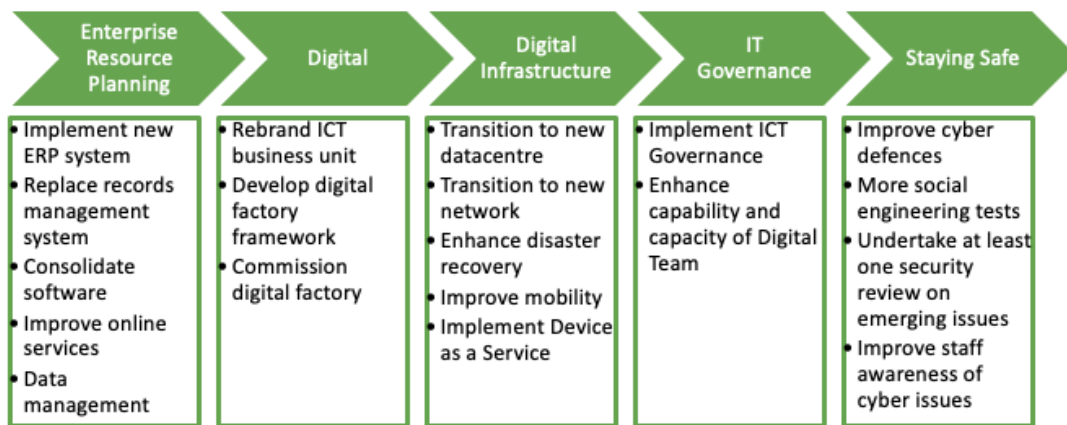 Enterprise
Resource
Planning
Digital
Digital
Infrastructure
IT
Governance
Staying Safe
• Implement new
ERP system
• Replace records
management
system
• Consolidate
software
• Improve online
services
• Data
management
• Rebrand ICT
business unit
• Develop digital
factory
framework
• Commission
digital factory
• Transition to new
datacentre
• Transition to new
network
• Enhance disaster
recovery
• Improve mobility
• Implement Device
as a Service
• Implement ICT
Governance
• Enhance
capability and
capacity of Digital
Team
• Improve cyber
defences
• More social
engineering tests
• Undertake at least
one security
review on
emerging issues
• Improve staff
awareness of
cyber issues